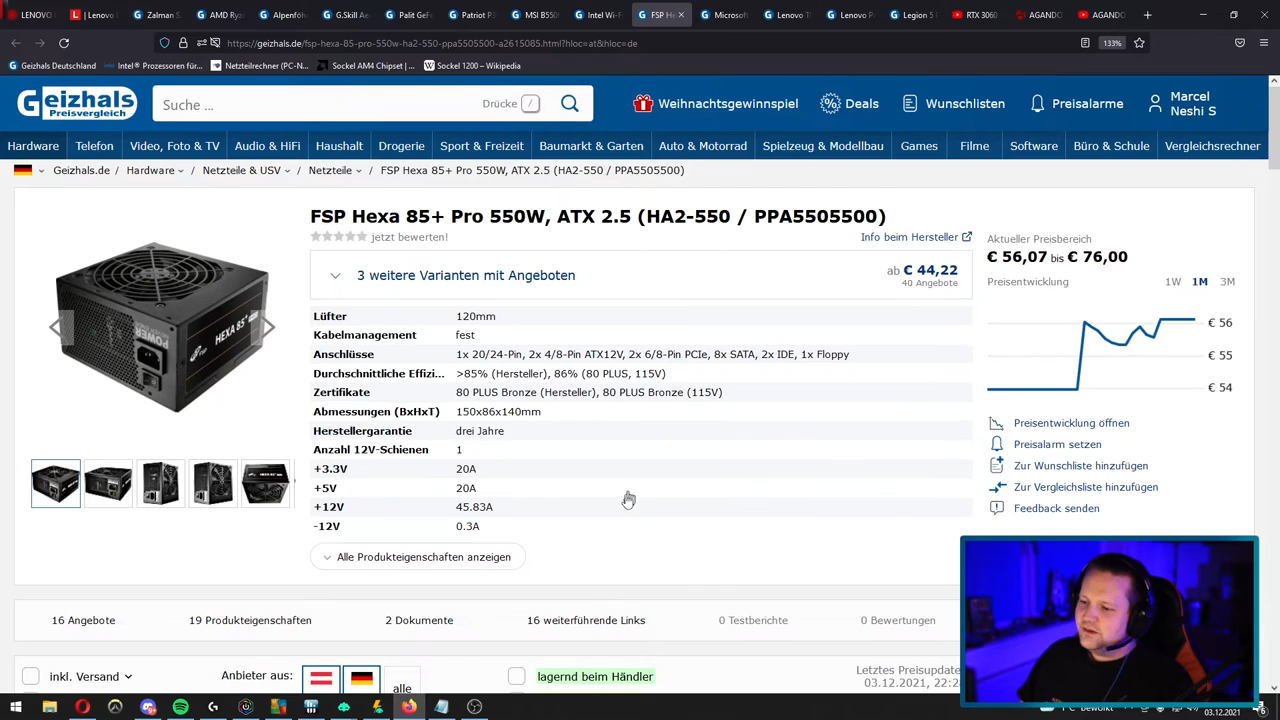 LENOVO
L | Lenovo
Zalman S
AMD Ryze
Alpenföh
G.Skill Ae
Palit GeF
Patriot P3
MSI B550
Intel Wi-F
FSP He
Microsof
Lenovo Th
Lenovo Pr
Legion 5 P
RTX 3060
AGANDO
AGANDO
https://geizhals.de/fsp-hexa-85-pro-550w-ha2-550-ppa5505500-a2615085.html?hloc=at&hloc=de
133%
Geizhals Deutschland
Intel® Prozessoren für...
Netzteilrechner (PC-N...
Sockel AM4 Chipset |...
Sockel 1200 – Wikipedia
Geizhals
Preisvergleich
Suche ...
Drücke /
Weihnachtsgewinnspiel
Deals
Wunschlisten
Preisalarme
Marcel
Neshi S
Hardware
Telefon
Video, Foto & TV
Audio & HiFi
Haushalt
Drogerie
Sport & Freizeit
Baumarkt & Garten
Auto & Motorrad
Spielzeug & Modellbau
Games
Filme
Software
Büro & Schule
Vergleichsrechner
Geizhals.de / Hardware / Netzteile & USV / Netzteile / FSP Hexa 85+ Pro 550W, ATX 2.5 (HA2-550 / PPA5505500)
FSP Hexa 85+ Pro 550W, ATX 2.5 (HA2-550 / PPA5505500)
jetzt bewerten!
Info beim Hersteller
3 weitere Varianten mit Angeboten
ab € 44,22
40 Angebote
Lüfter 120mm
Kabelmanagement fest
Anschlüsse 1x 20/24-Pin, 2x 4/8-Pin ATX12V, 2x 6/8-Pin PCIe, 8x SATA, 2x IDE, 1x Floppy
Durchschnittliche Effizi... >85% (Hersteller), 86% (80 PLUS, 115V)
Zertifikate 80 PLUS Bronze (Hersteller), 80 PLUS Bronze (115V)
Abmessungen (BxHxT) 150x86x140mm
Herstellergarantie drei Jahre
Anzahl 12V-Schienen 1
+3.3V 20A
+5V 20A
+12V 45.83A
-12V 0.3A
Alle Produkteigenschaften anzeigen
Aktueller Preisbereich
€ 56,07 bis € 76,00
Preisentwicklung
1W 1M 3M
€ 56
€ 55
€ 54
Preisentwicklung öffnen
Preisalarm setzen
Zur Wunschliste hinzufügen
Zur Vergleichsliste hinzufügen
Feedback senden
POWER
HEXA 85+
FSP
16 Angebote
19 Produkteigenschaften
2 Dokumente
16 weiterführende Links
0 Testberichte
0 Bewertungen
inkl. Versand
Anbieter aus:
alle
lagernd beim Händler
Letztes Preisupdate
03.12.2021
03.12.2021